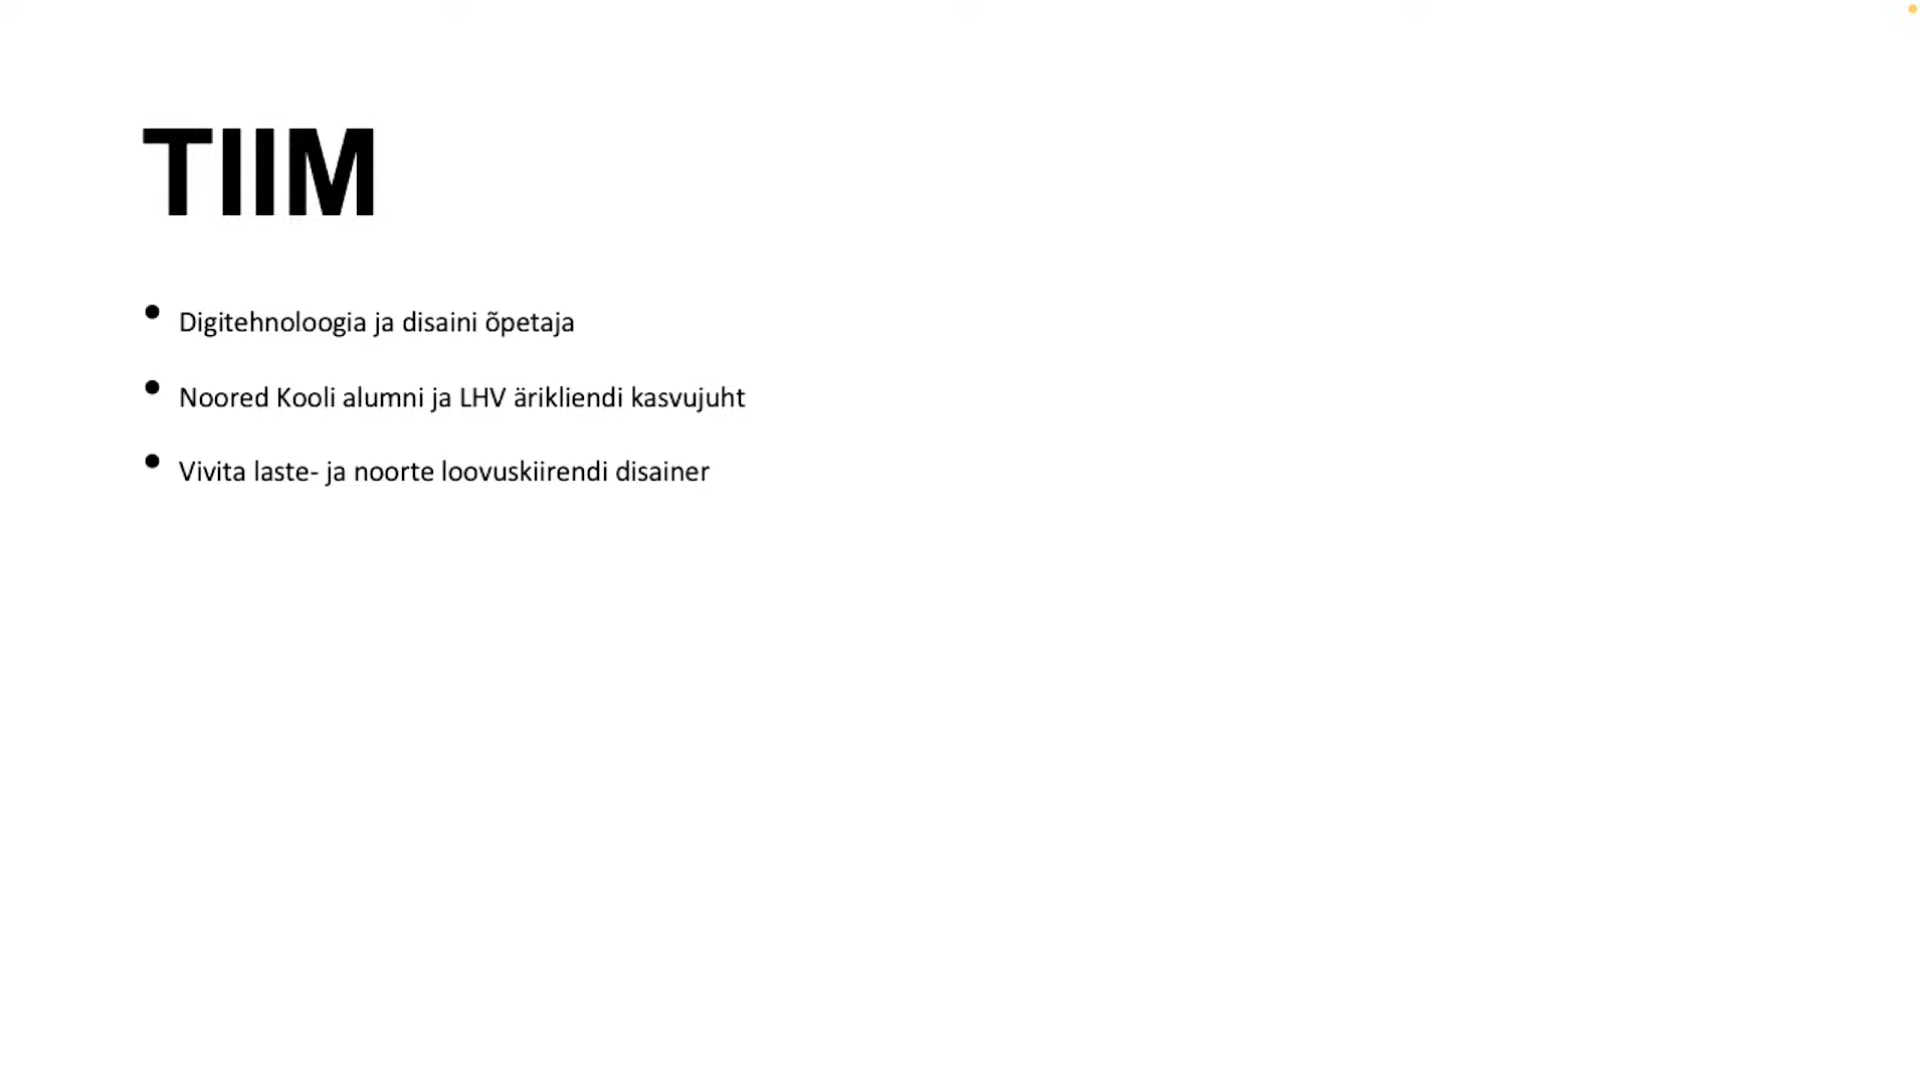 TIIM
• Digitehnoloogia ja disaini õpetaja
• Noored Kooli alumni ja LHV ärikliendi kasvujuht
• Vivita laste- ja noorte loovuskiirendi disainer